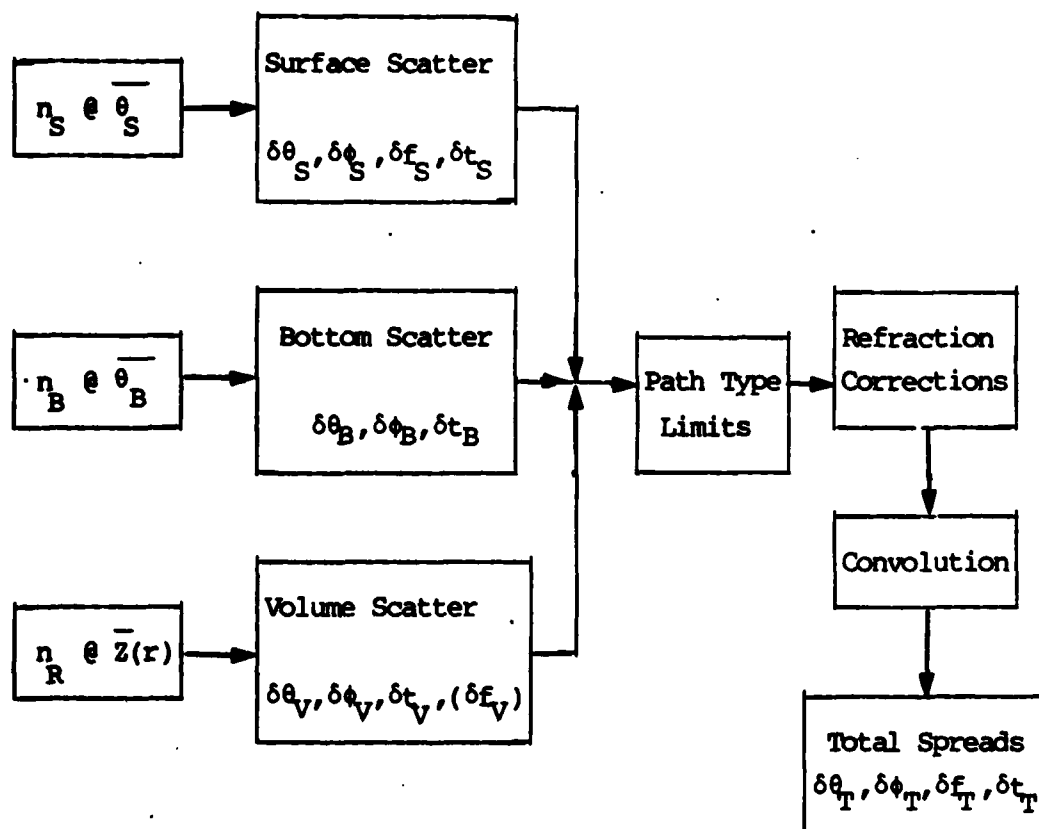 n_S @ θ̅_S
Surface Scatter
δθ_S, δϕ_S, δf_S, δt_S
n_B @ θ̅_B
Bottom Scatter
δθ_B, δϕ_B, δt_B
n_R @ Z̅(r)
Volume Scatter
δθ_V, δϕ_V, δt_V, (δf_V)
Path Type
Limits
Refraction
Corrections
Convolution
Total Spreads
δθ_T, δϕ_T, δf_T, δt_T